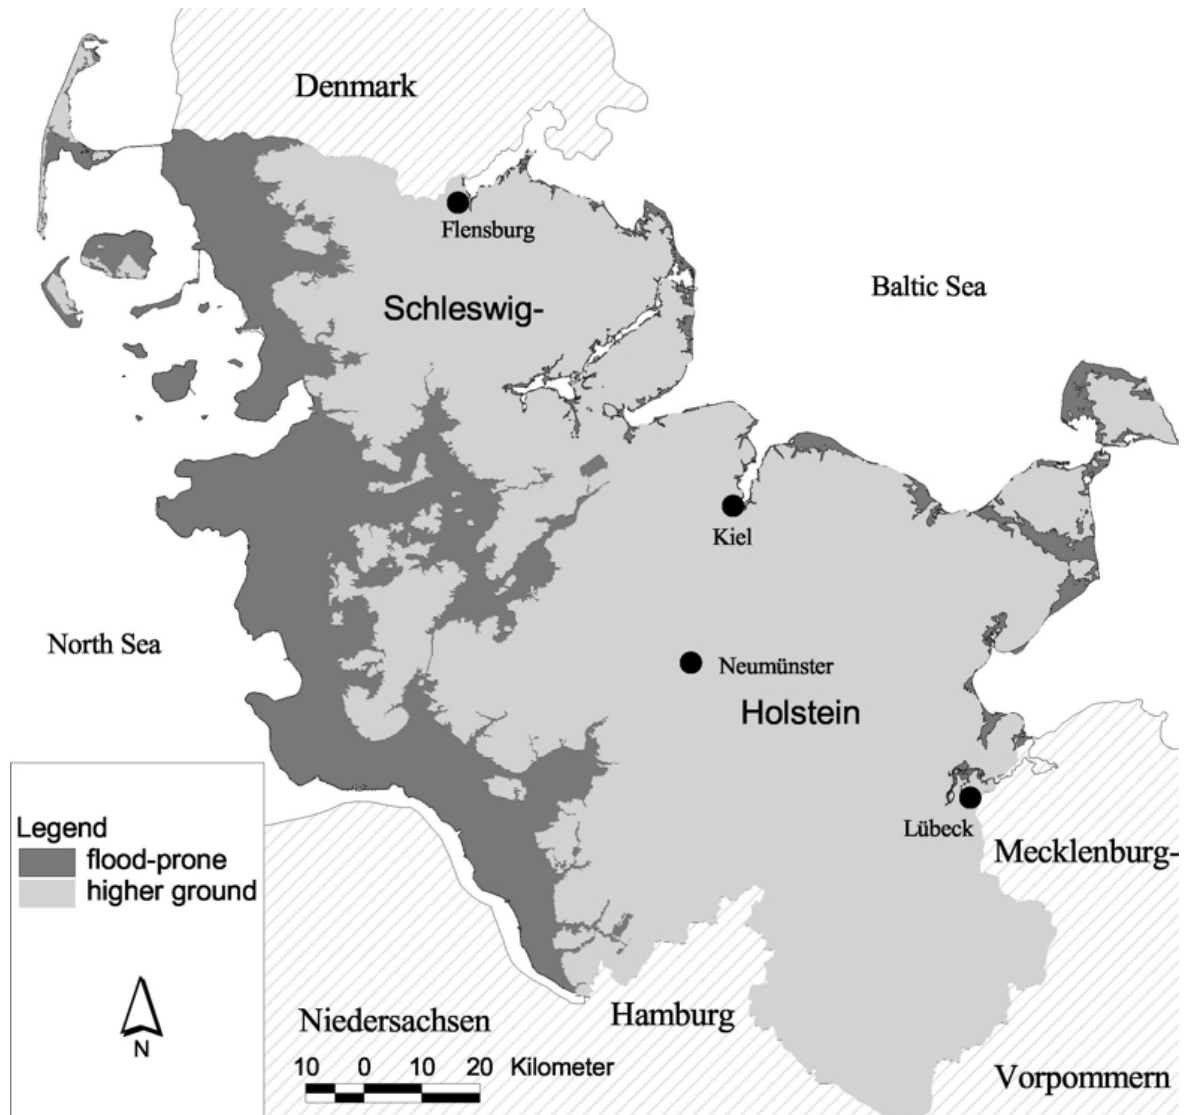 Denmark
Flensburg
Schleswig-
Baltic Sea
Kiel
North Sea
Neumünster
Holstein
Lübeck
Mecklenburg-
Legend
flood-prone
higher ground
N
Niedersachsen
Hamburg
10 0 10 20 Kilometer
Vorpommern